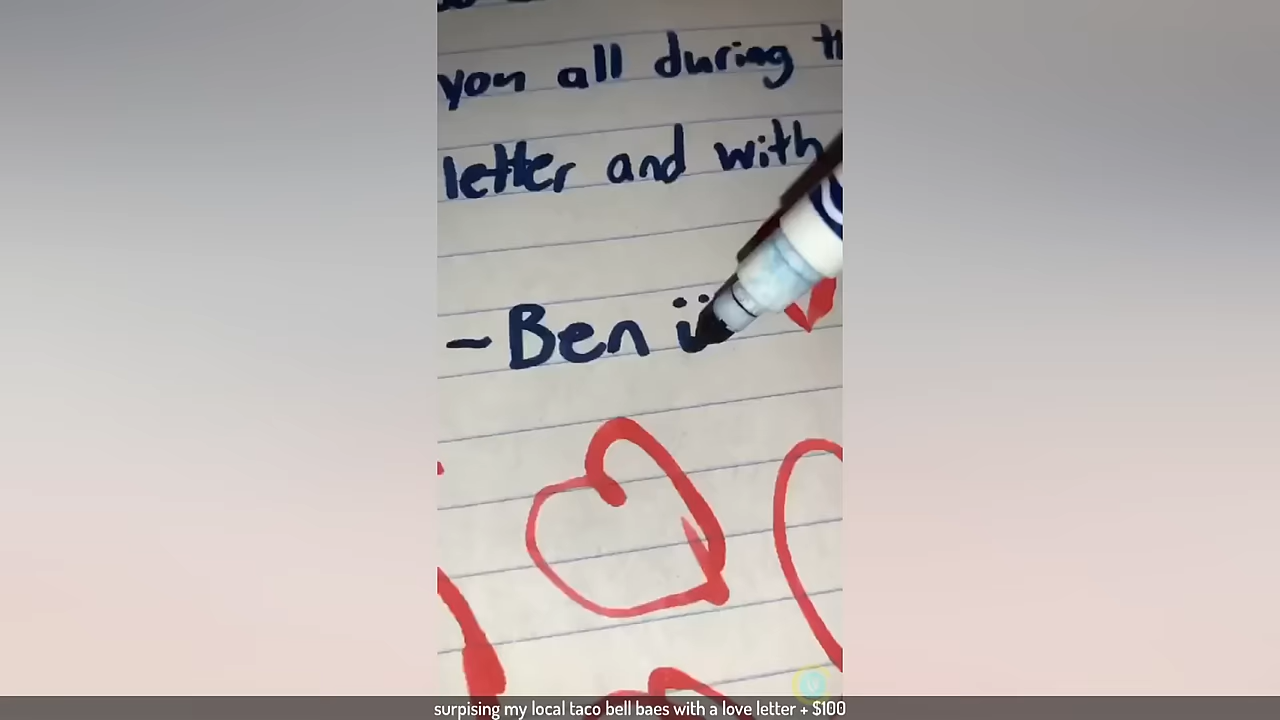 you all during
letter and with
~Ben
surpising my local taco bell baes with a love letter + $100